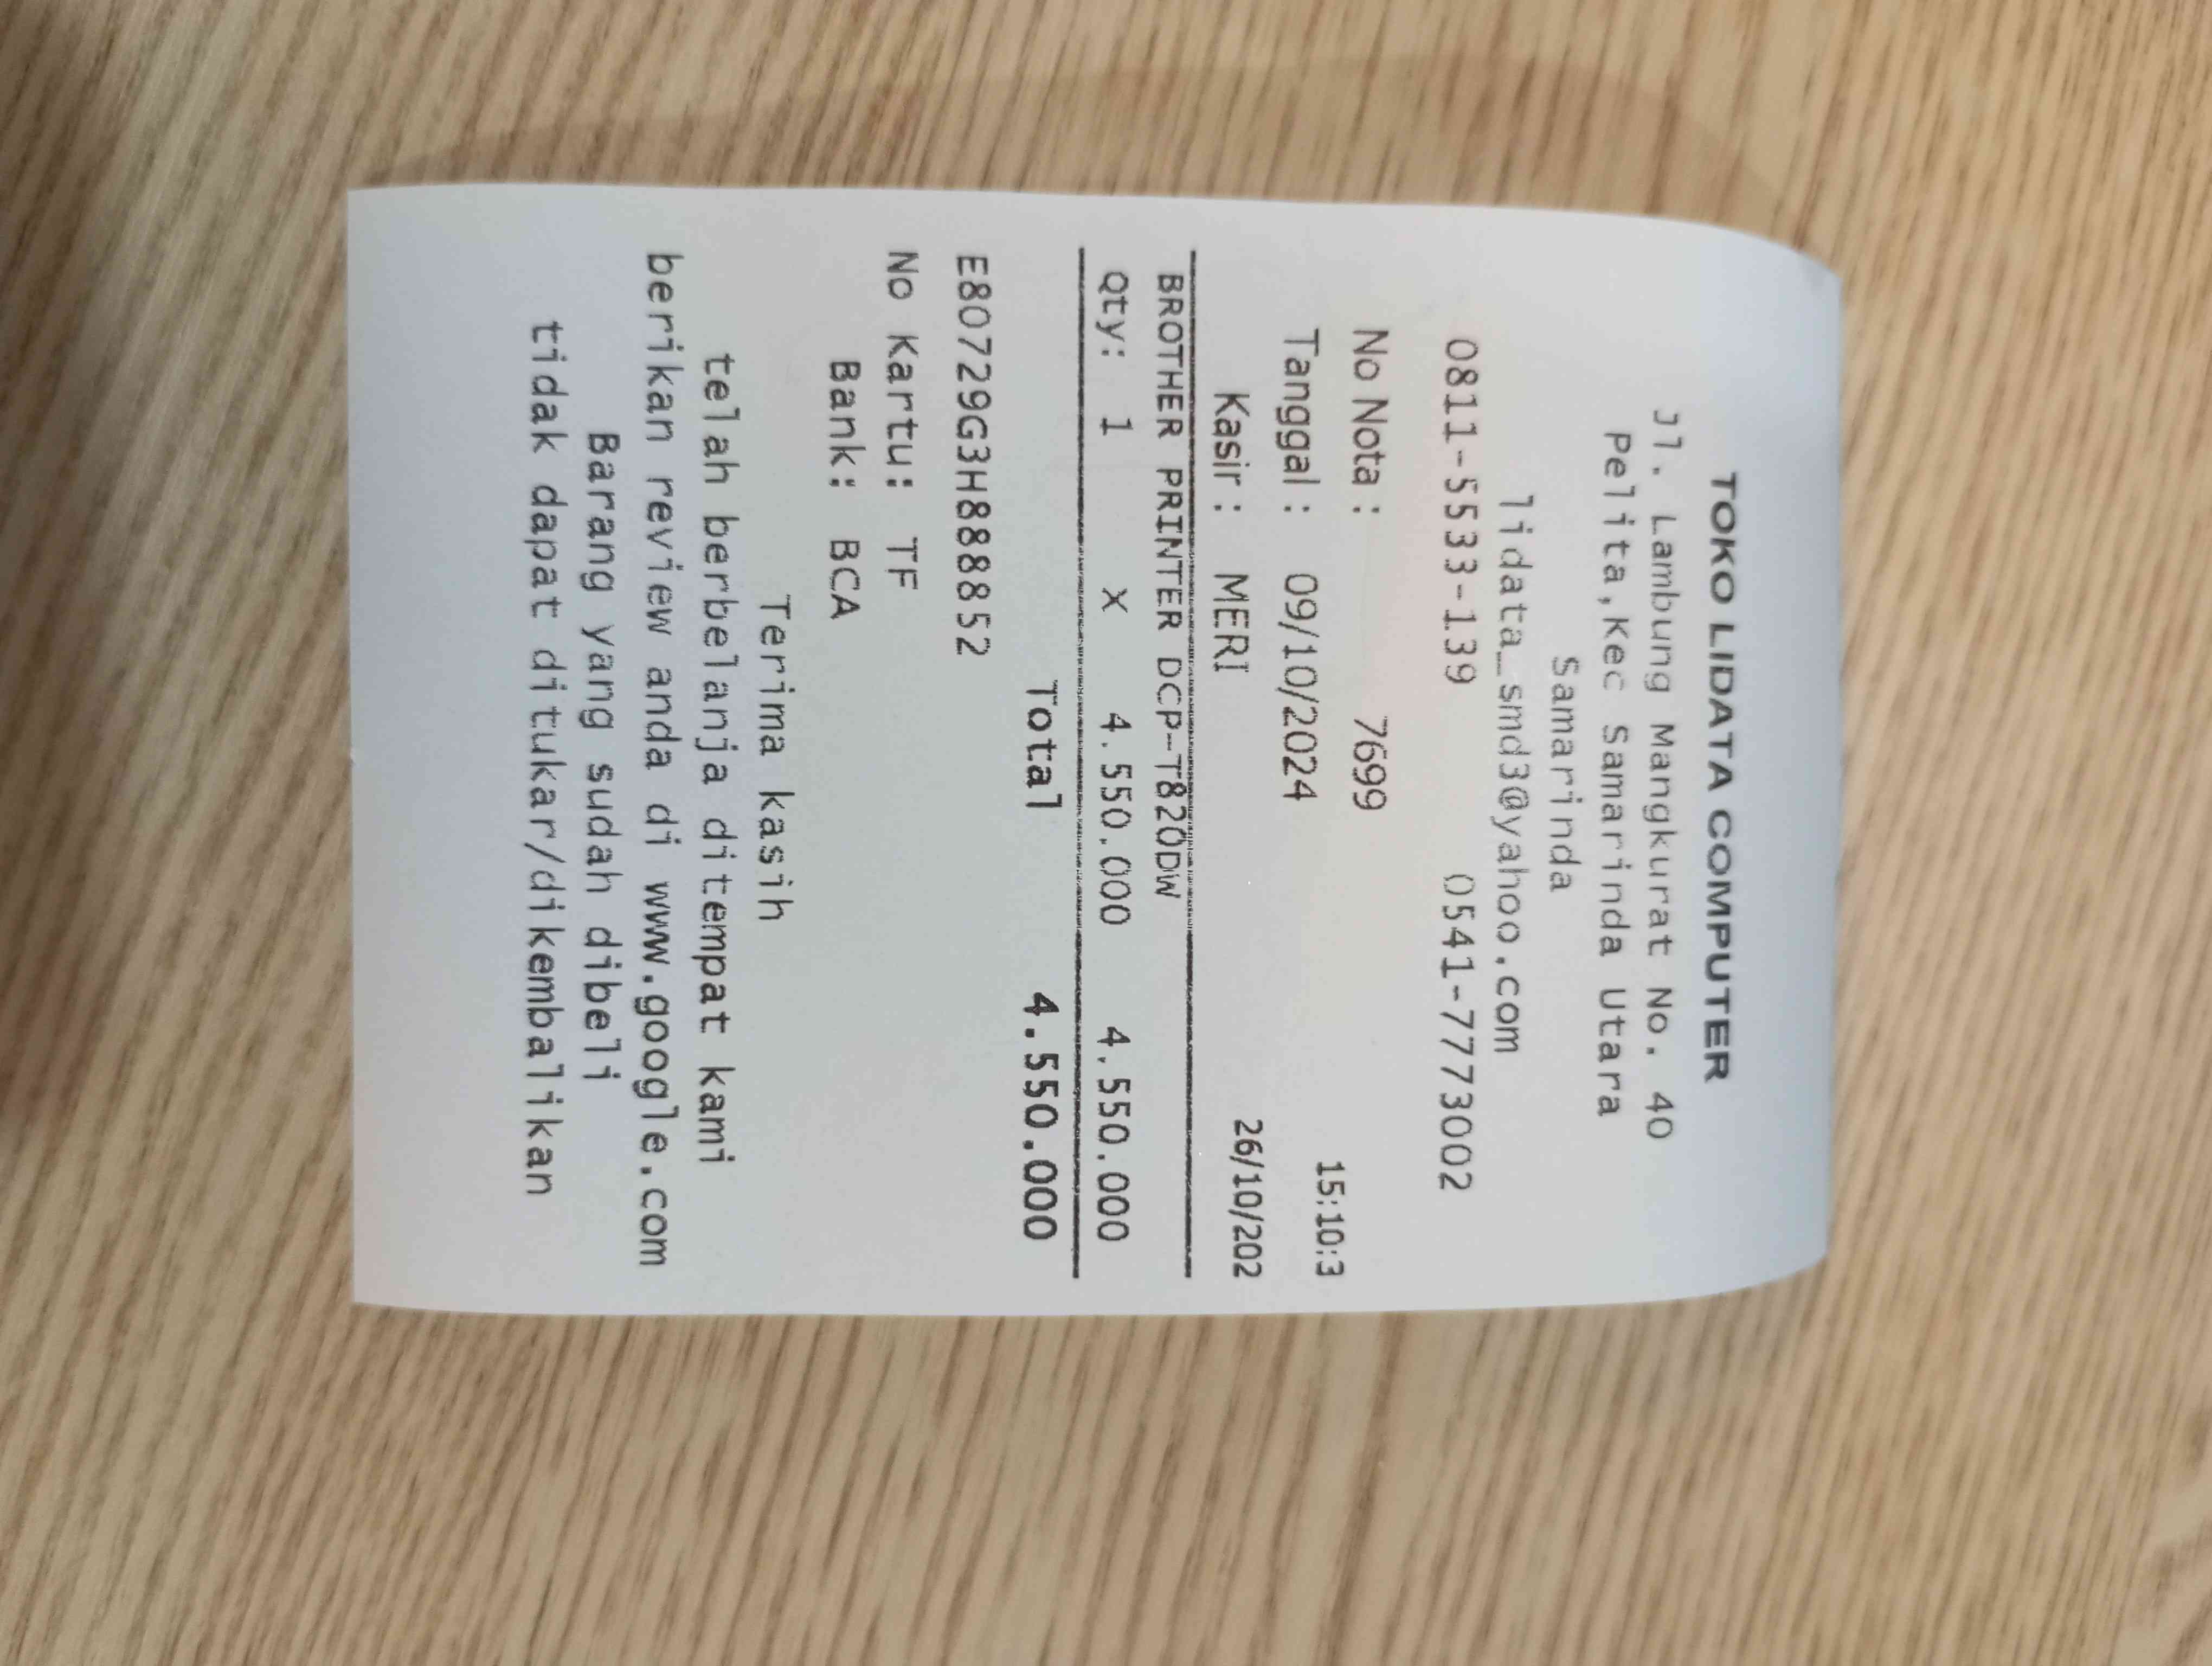 TOKO LIDATA COMPUTER
Jl. Lambung Mangkurat No. 40
Pelita,Kec Samarinda Utara
Samarinda
lidata_smd3@yahoo.com
0811-5533-139 0541-7773002
No Nota : 7699
15:10:3
Tanggal : 09/10/2024
Kasir : MERI 26/10/202
BROTHER PRINTER DCP-T820DW
Qty: 1 X 4.550.000 4.550.000
Total 4.550.000
E80729G3H888852
No Kartu: TF
Bank: BCA
Terima kasih
telah berbelanja ditempat kami
berikan review anda di www.google.com
Barang yang sudah dibeli
tidak dapat ditukar/dikembalikan